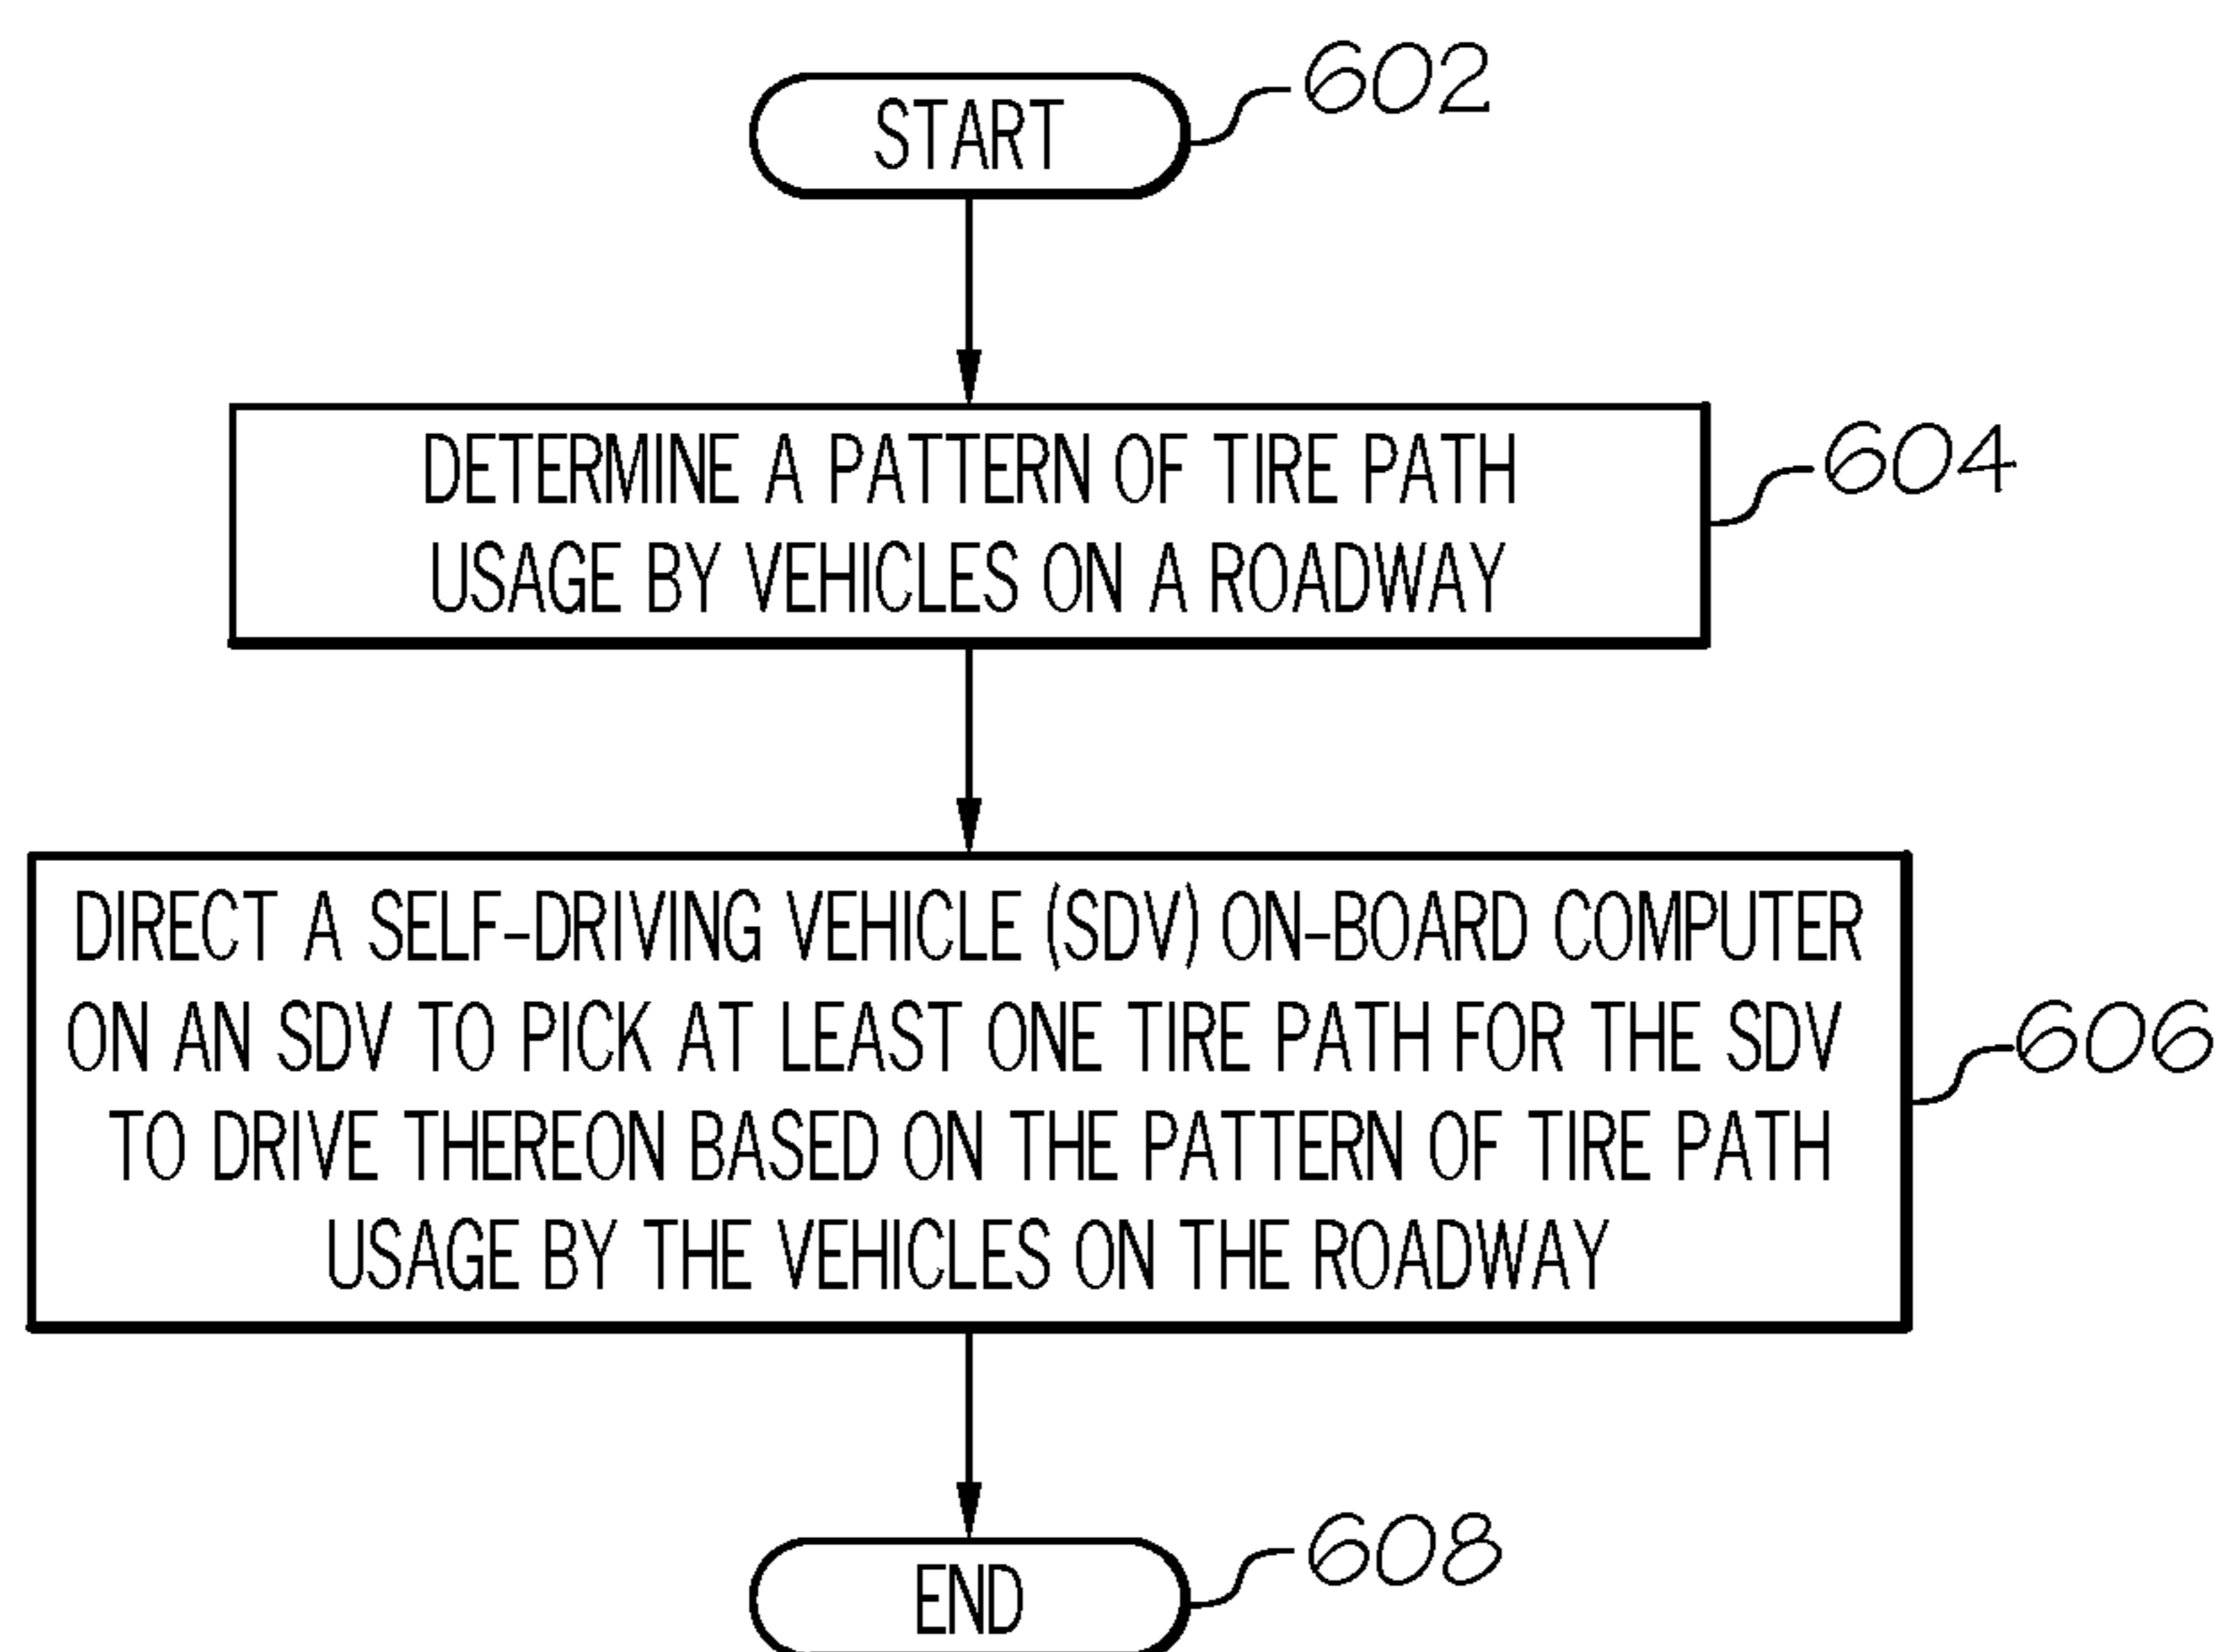 START
602
DETERMINE A PATTERN OF TIRE PATH
USAGE BY VEHICLES ON A ROADWAY
604
DIRECT A SELF-DRIVING VEHICLE (SDV) ON-BOARD COMPUTER
ON AN SDV TO PICK AT LEAST ONE TIRE PATH FOR THE SDV
TO DRIVE THEREON BASED ON THE PATTERN OF TIRE PATH
USAGE BY THE VEHICLES ON THE ROADWAY
606
END
608